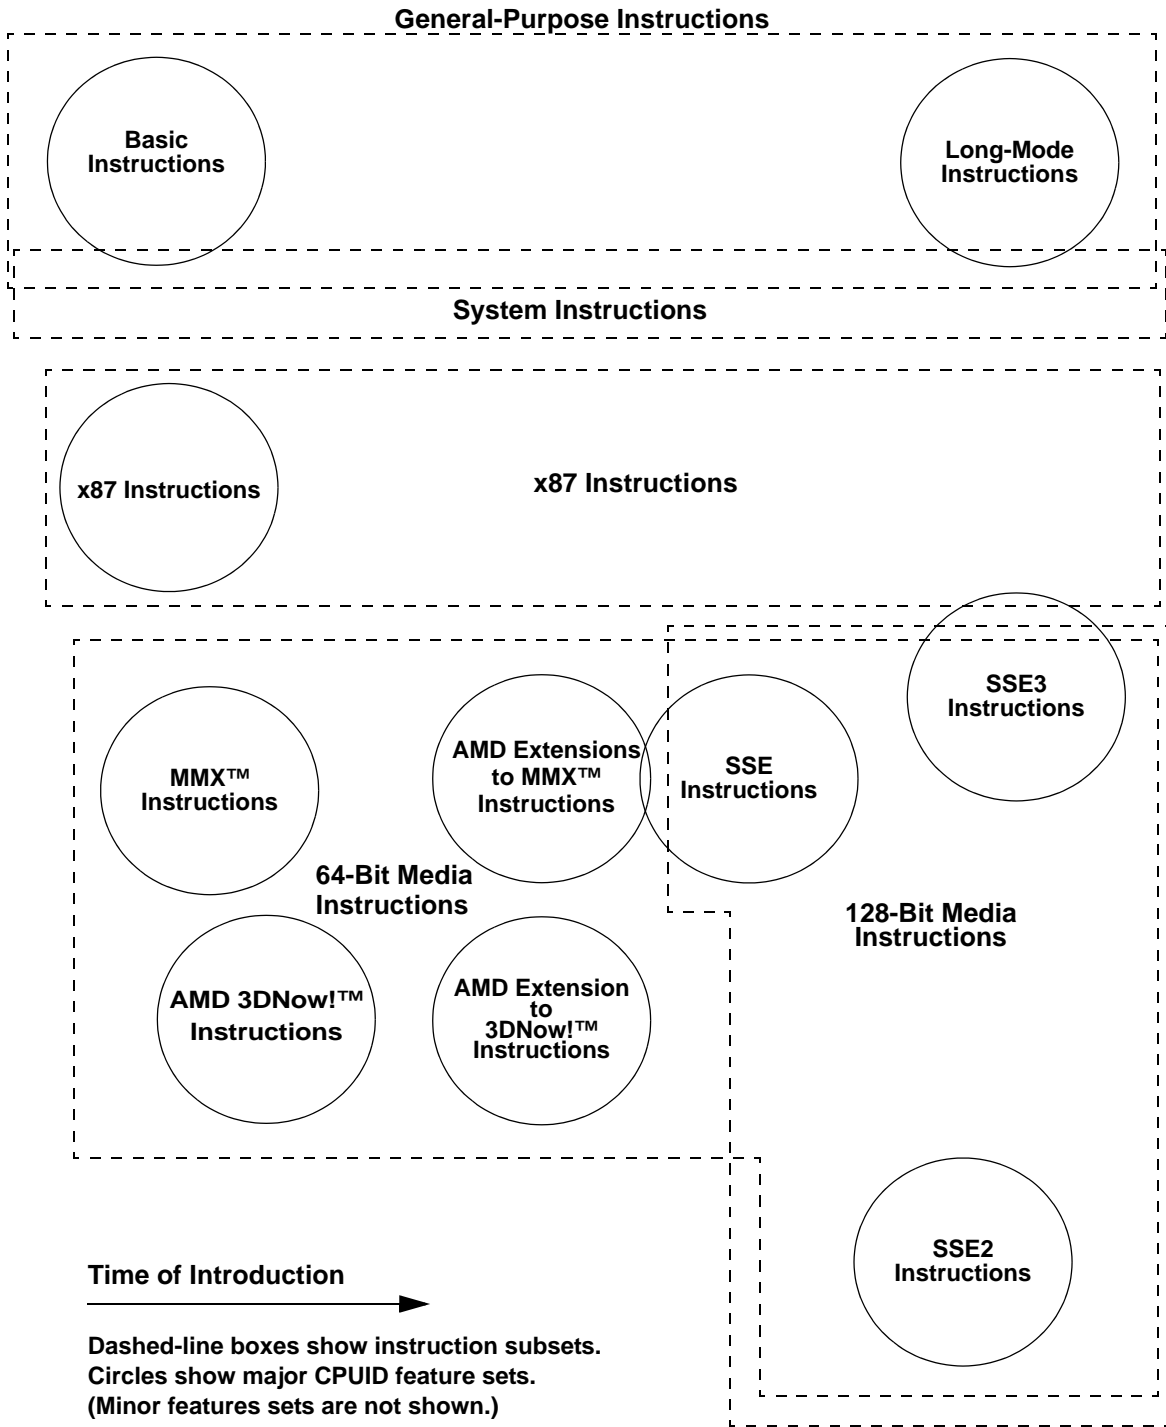 General-Purpose Instructions
Basic
Instructions
Long-Mode
Instructions
System Instructions
x87 Instructions
x87 Instructions
SSE3
Instructions
MMX™
Instructions
AMD Extensions
to MMX™
Instructions
SSE
Instructions
64-Bit Media
Instructions
128-Bit Media
Instructions
AMD 3DNow!™
Instructions
AMD Extension
to
3DNow!™
Instructions
SSE2
Instructions
Time of Introduction
Dashed-line boxes show instruction subsets.
Circles show major CPUID feature sets.
(Minor features sets are not shown.)